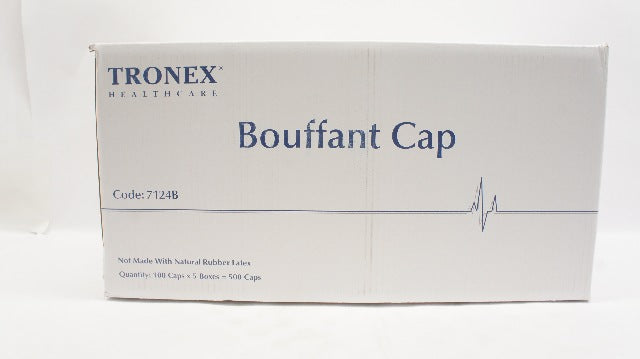 TRONEX®
HEALTHCARE
Bouffant Cap
Code: 7124B
Not Made With Natural Rubber Latex
Quantity: 100 Caps x 5 Boxes = 500 Caps